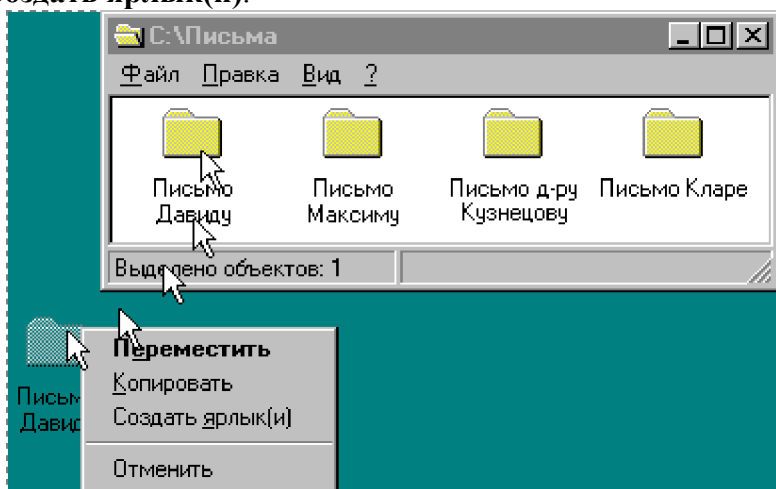 создать ярлык(и).
C:\Письма
Файл Правка Вид ?
Письмо
Давиду
Письмо
Максиму
Письмо д-ру
Кузнецову
Письмо Кларе
Выделено объектов: 1
Переместить
Копировать
Создать ярлык(и)
Отменить